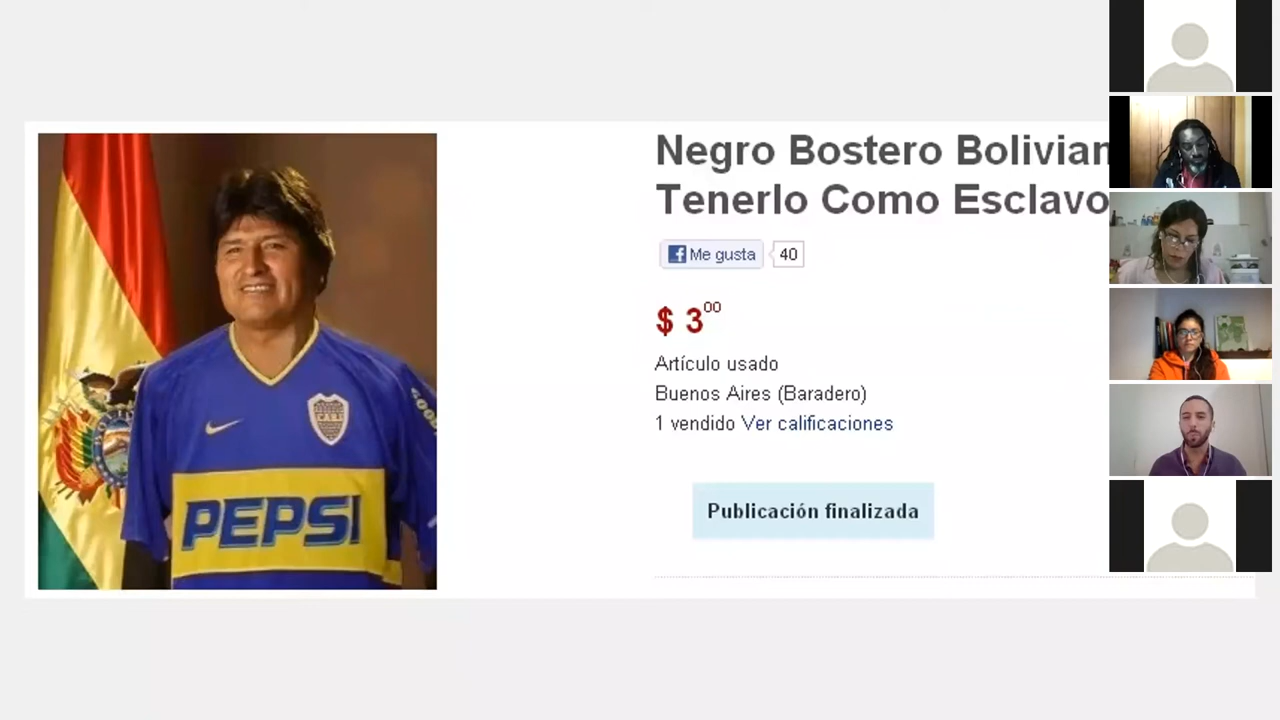 Negro Bostero Bolivian
Tenerlo Como Esclavo
Me gusta 40
$ 3 00
Artículo usado
Buenos Aires (Baradero)
1 vendido Ver calificaciones
Publicación finalizada
PEPSI
CABJ